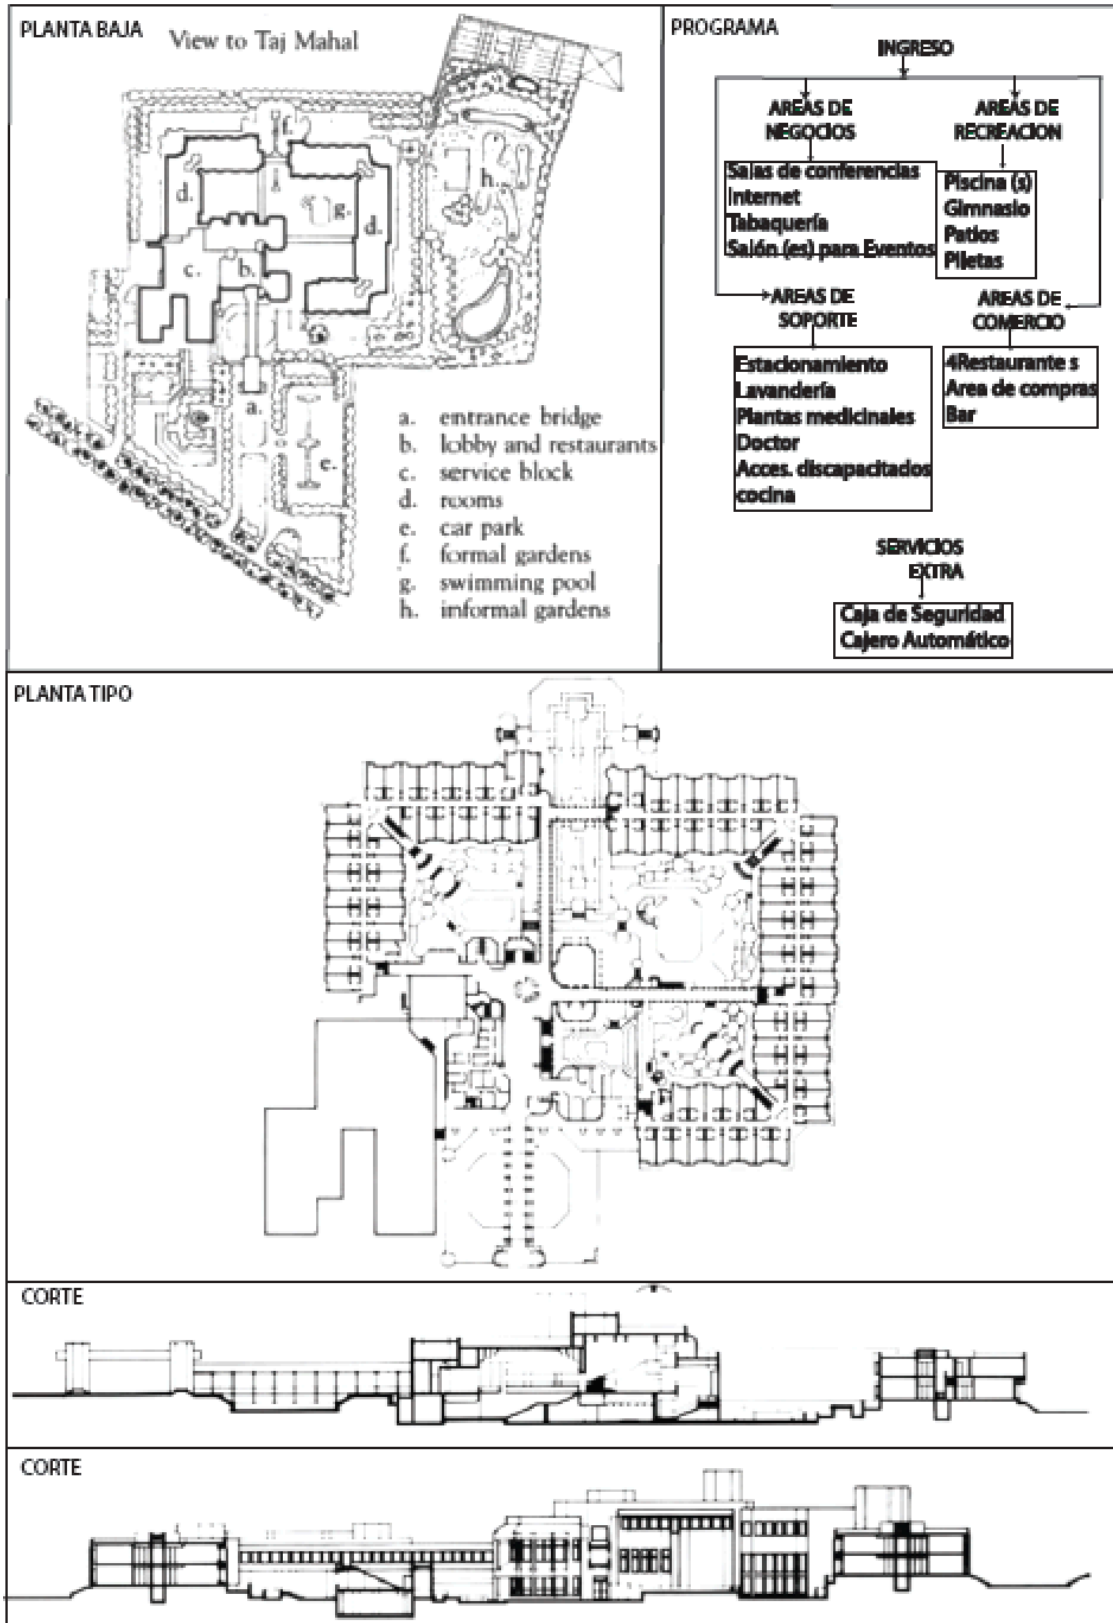 PLANTA BAJA
View to Taj Mahal
f.
d.
g.
d.
h.
c.
b.
a.
e.
a. entrance bridge
b. lobby and restaurants
c. service block
d. rooms
e. car park
f. formal gardens
g. swimming pool
h. informal gardens
PROGRAMA
INGRESO
AREAS DE
NEGOCIOS
Salas de conferencias
Internet
Tabaquería
Salón (es) para Eventos
AREAS DE
RECREACION
Piscina (s)
Gimnasio
Patios
Piletas
AREAS DE
SOPORTE
Estacionamiento
Lavandería
Plantas medicinales
Doctor
Acces. discapacitados
cocina
AREAS DE
COMERCIO
4Restaurante s
Area de compras
Bar
SERVICIOS
EXTRA
Caja de Seguridad
Cajero Automático
PLANTA TIPO
CORTE
CORTE